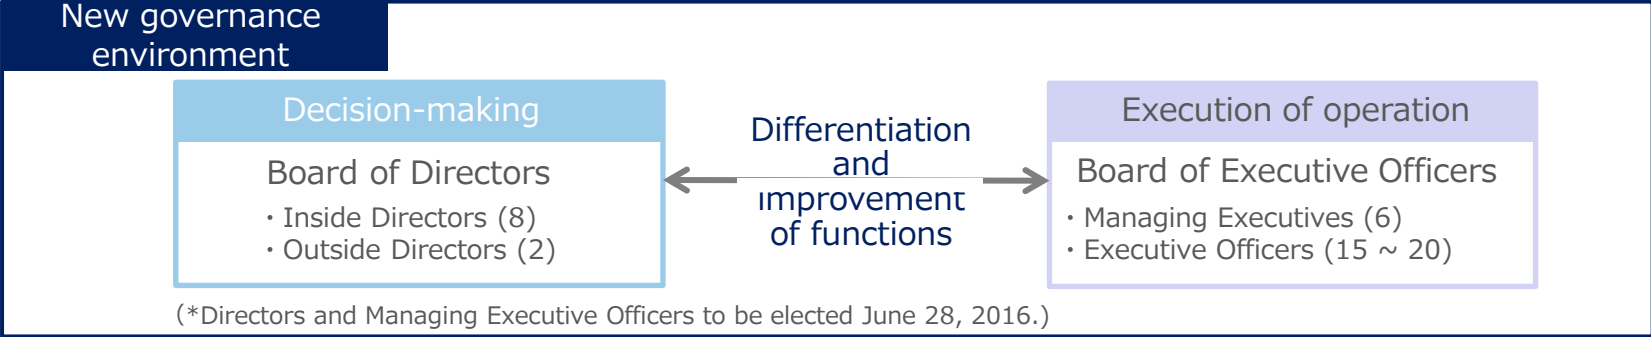 New governance
environment
Decision-making
Board of Directors
・Inside Directors (8)
・Outside Directors (2)
Differentiation
and
improvement
of functions
Execution of operation
Board of Executive Officers
・Managing Executives (6)
・Executive Officers (15 ~ 20)
(*Directors and Managing Executive Officers to be elected June 28, 2016.)